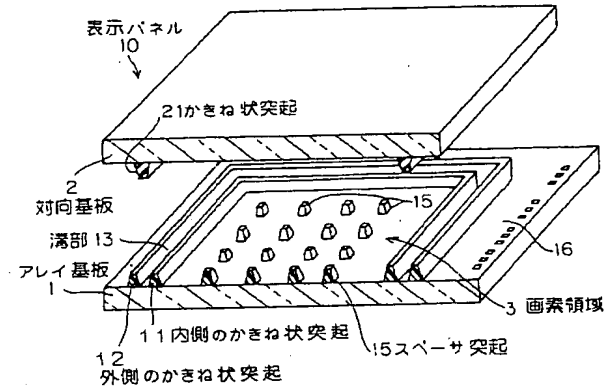 表示パネル
10
21かきね状突起
2
対向基板
溝部 13
15
16
アレイ基板
1
3 画素領域
11内側のかきね状突起
15スペーサ突起
12
外側のかきね状突起